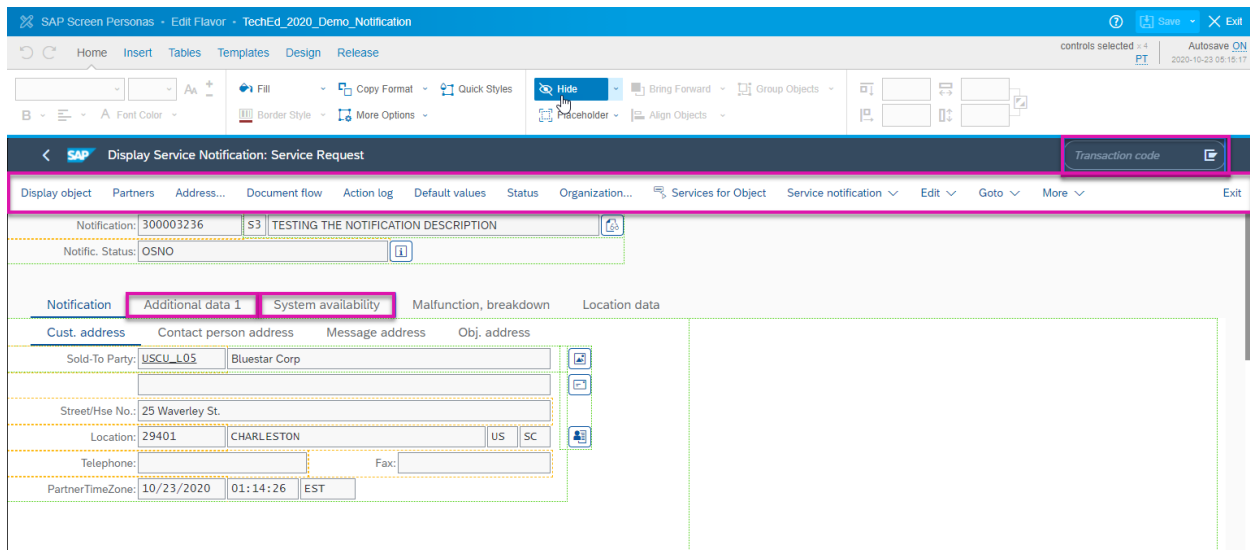 SAP Screen Personas - Edit Flavor - TechEd_2020_Demo_Notification ? Save Exit
Home Insert Tables Templates Design Release controls selected x 4 Autosave ON
PT 2020-10-23 05:15:17
AA Fill Copy Format Quick Styles Hide Bring Forward Group Objects
B A Font Color Border Style More Options Placeholder Align Objects
SAP Display Service Notification: Service Request Transaction code
Display object Partners Address... Document flow Action log Default values Status Organization... Services for Object Service notification Edit Goto More Exit
Notification: 300003236 S3 TESTING THE NOTIFICATION DESCRIPTION
Notific. Status: OSNO
Notification Additional data 1 System availability Malfunction, breakdown Location data
Cust. address Contact person address Message address Obj. address
Sold-To Party: USCU_L05 Bluestar Corp
Street/Hse No.: 25 Waverley St.
Location: 29401 CHARLESTON US SC
Telephone: Fax:
PartnerTimeZone: 10/23/2020 01:14:26 EST